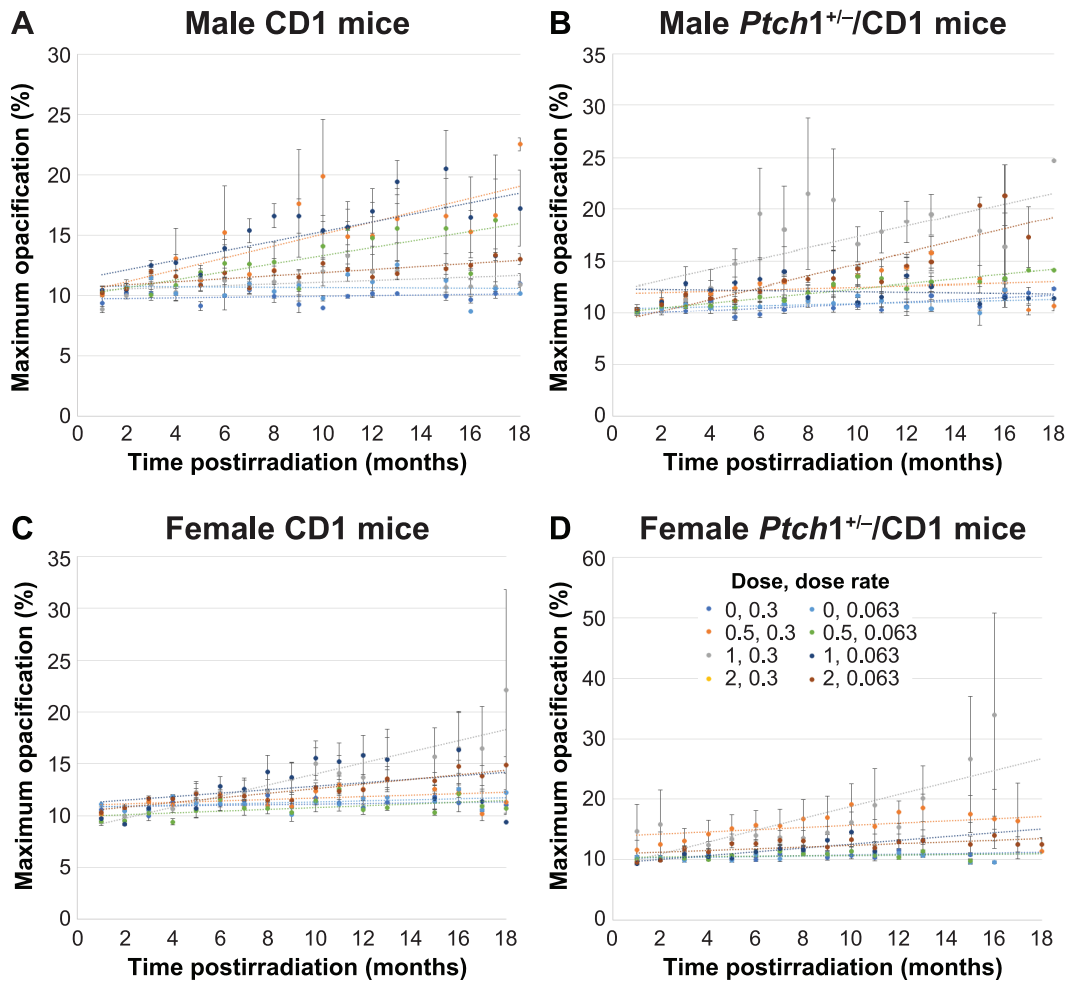 A Male CD1 mice
Maximum opacification (%)
30
25
20
15
10
5
0
0 2 4 6 8 10 12 14 16 18
Time postirradiation (months)
B Male Ptch1+/–/CD1 mice
Maximum opacification (%)
35
30
25
20
15
10
5
0
0 2 4 6 8 10 12 14 16 18
Time postirradiation (months)
C Female CD1 mice
Maximum opacification (%)
35
30
25
20
15
10
5
0
0 2 4 6 8 10 12 14 16 18
Time postirradiation (months)
D Female Ptch1+/–/CD1 mice
Maximum opacification (%)
60
50
40
30
20
10
0
Dose, dose rate
0, 0.3 0, 0.063
0.5, 0.3 0.5, 0.063
1, 0.3 1, 0.063
2, 0.3 2, 0.063
0 2 4 6 8 10 12 14 16 18
Time postirradiation (months)